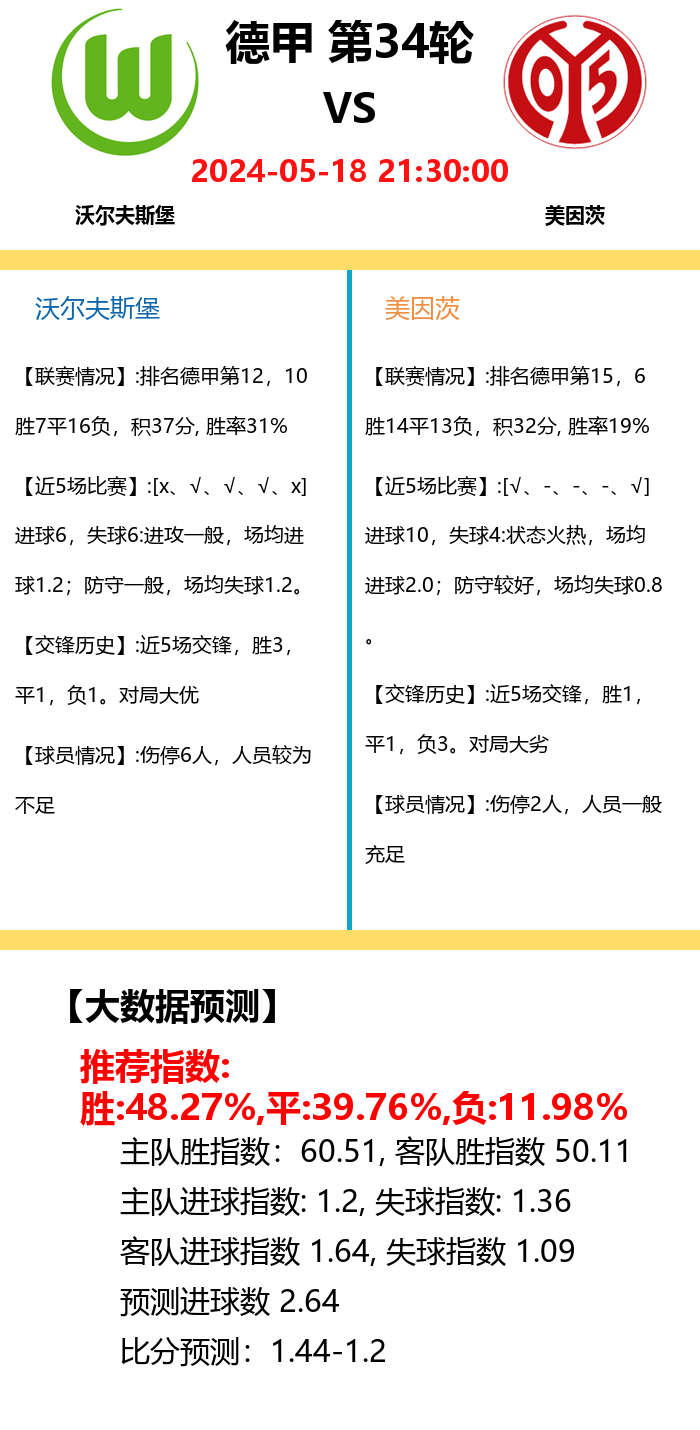 德甲 第34轮
VS
2024-05-18 21:30:00
沃尔夫斯堡
美因茨
沃尔夫斯堡
【联赛情况】:排名德甲第12，10
胜7平16负，积37分, 胜率31%
【近5场比赛】:[x、√、√、√、x]
进球6，失球6:进攻一般，场均进
球1.2；防守一般，场均失球1.2。
【交锋历史】:近5场交锋，胜3，
平1，负1。对局大优
【球员情况】:伤停6人，人员较为
不足
美因茨
【联赛情况】:排名德甲第15，6
胜14平13负，积32分, 胜率19%
【近5场比赛】:[√、-、-、-、√]
进球10，失球4:状态火热，场均
进球2.0；防守较好，场均失球0.8
。
【交锋历史】:近5场交锋，胜1，
平1，负3。对局大劣
【球员情况】:伤停2人，人员一般
充足
【大数据预测】
推荐指数:
胜:48.27%,平:39.76%,负:11.98%
主队胜指数：60.51, 客队胜指数 50.11
主队进球指数: 1.2, 失球指数: 1.36
客队进球指数 1.64, 失球指数 1.09
预测进球数 2.64
比分预测：1.44-1.2